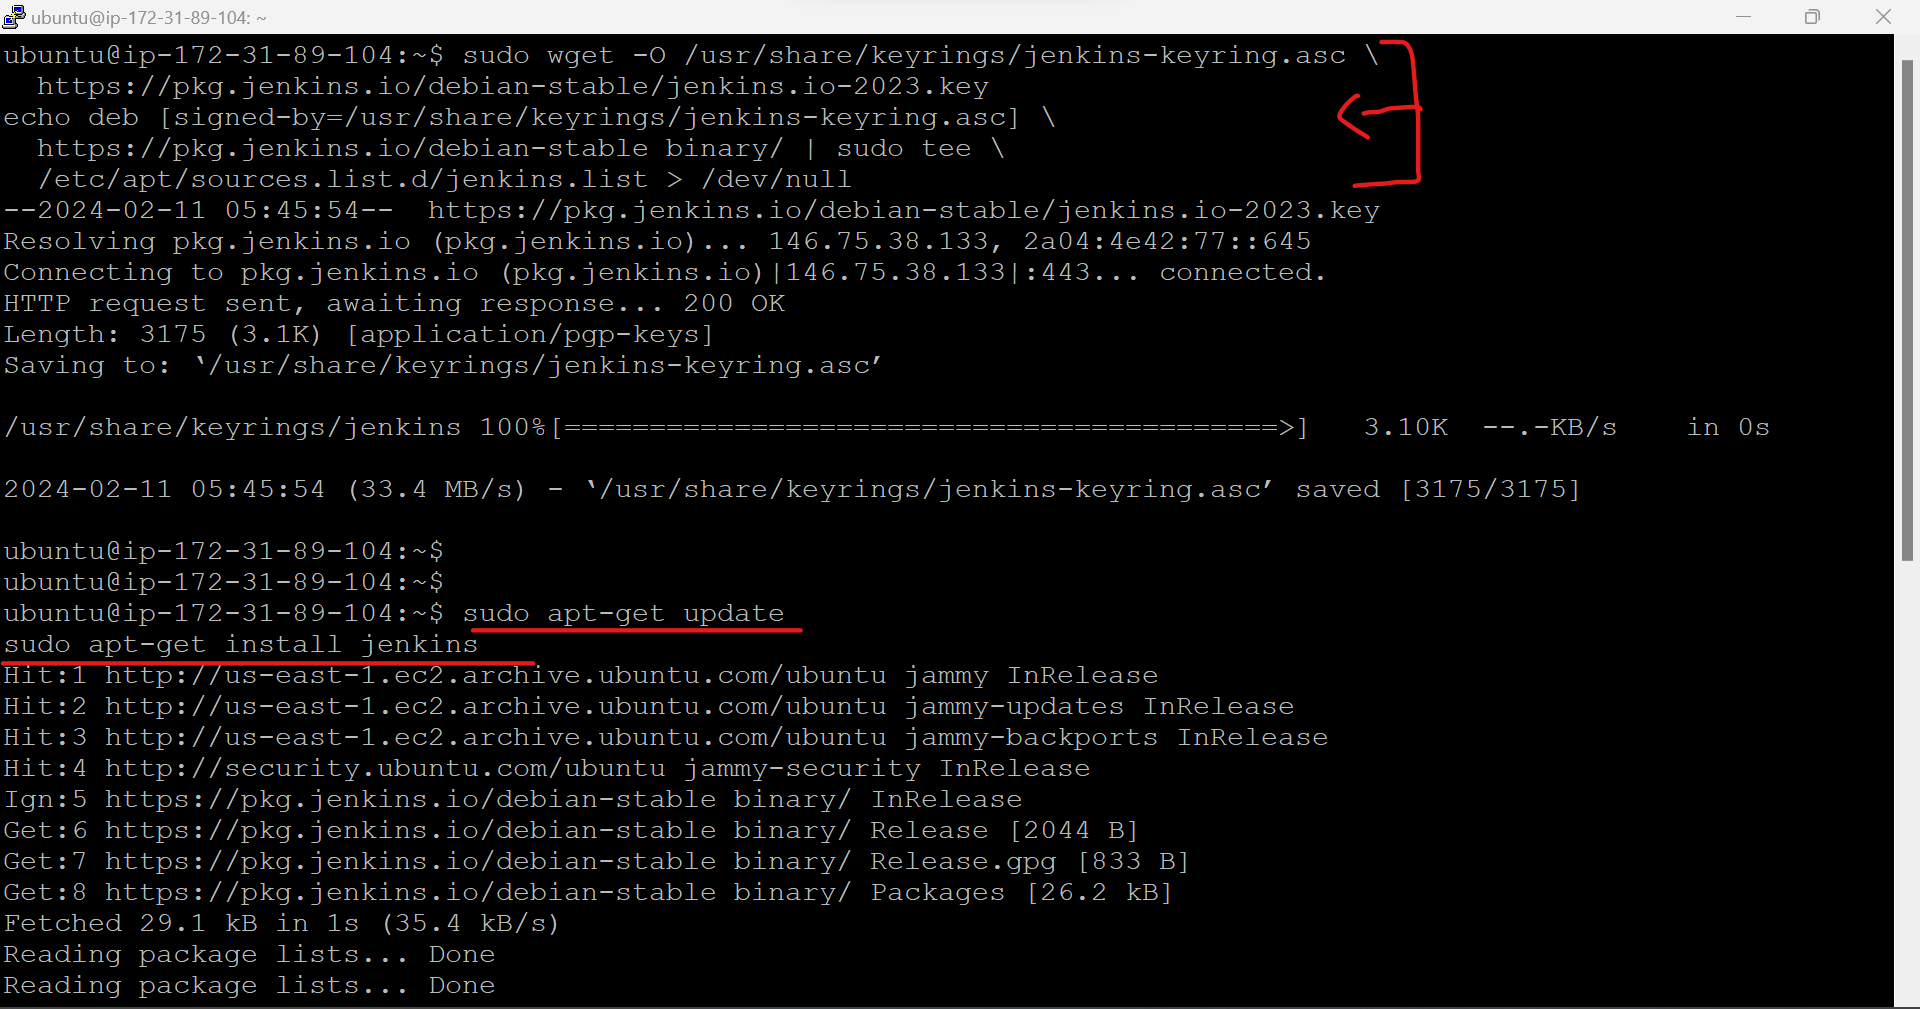 ubuntu@ip-172-31-89-104: ~
ubuntu@ip-172-31-89-104:~$ sudo wget -O /usr/share/keyrings/jenkins-keyring.asc \
  https://pkg.jenkins.io/debian-stable/jenkins.io-2023.key
echo deb [signed-by=/usr/share/keyrings/jenkins-keyring.asc] \
  https://pkg.jenkins.io/debian-stable binary/ | sudo tee \
  /etc/apt/sources.list.d/jenkins.list > /dev/null
--2024-02-11 05:45:54--  https://pkg.jenkins.io/debian-stable/jenkins.io-2023.key
Resolving pkg.jenkins.io (pkg.jenkins.io)... 146.75.38.133, 2a04:4e42:77::645
Connecting to pkg.jenkins.io (pkg.jenkins.io)|146.75.38.133|:443... connected.
HTTP request sent, awaiting response... 200 OK
Length: 3175 (3.1K) [application/pgp-keys]
Saving to: ‘/usr/share/keyrings/jenkins-keyring.asc’
/usr/share/keyrings/jenkins 100%[==========================================>]   3.10K  --.-KB/s    in 0s
2024-02-11 05:45:54 (33.4 MB/s) - ‘/usr/share/keyrings/jenkins-keyring.asc’ saved [3175/3175]
ubuntu@ip-172-31-89-104:~$
ubuntu@ip-172-31-89-104:~$
ubuntu@ip-172-31-89-104:~$ sudo apt-get update
sudo apt-get install jenkins
Hit:1 http://us-east-1.ec2.archive.ubuntu.com/ubuntu jammy InRelease
Hit:2 http://us-east-1.ec2.archive.ubuntu.com/ubuntu jammy-updates InRelease
Hit:3 http://us-east-1.ec2.archive.ubuntu.com/ubuntu jammy-backports InRelease
Hit:4 http://security.ubuntu.com/ubuntu jammy-security InRelease
Ign:5 https://pkg.jenkins.io/debian-stable binary/ InRelease
Get:6 https://pkg.jenkins.io/debian-stable binary/ Release [2044 B]
Get:7 https://pkg.jenkins.io/debian-stable binary/ Release.gpg [833 B]
Get:8 https://pkg.jenkins.io/debian-stable binary/ Packages [26.2 kB]
Fetched 29.1 kB in 1s (35.4 kB/s)
Reading package lists... Done
Reading package lists... Done